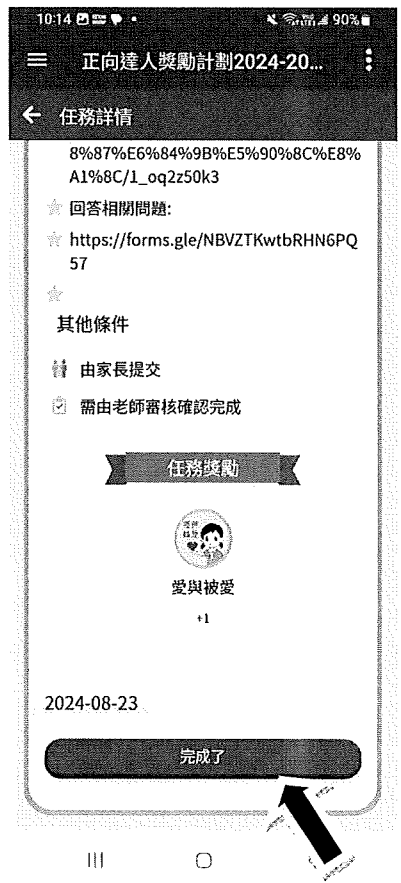 10:14 90%
正向達人獎勵計劃2024-20...
任務詳情
8%87%E6%84%9B%E5%90%8C%E8%
A1%8C/1_oq2z50k3
回答相關問題:
https://forms.gle/NBVZTKwtbRHN6PQ
57
其他條件
由家長提交
需由老師審核確認完成
任務獎勵
愛與被愛
+1
2024-08-23
完成了